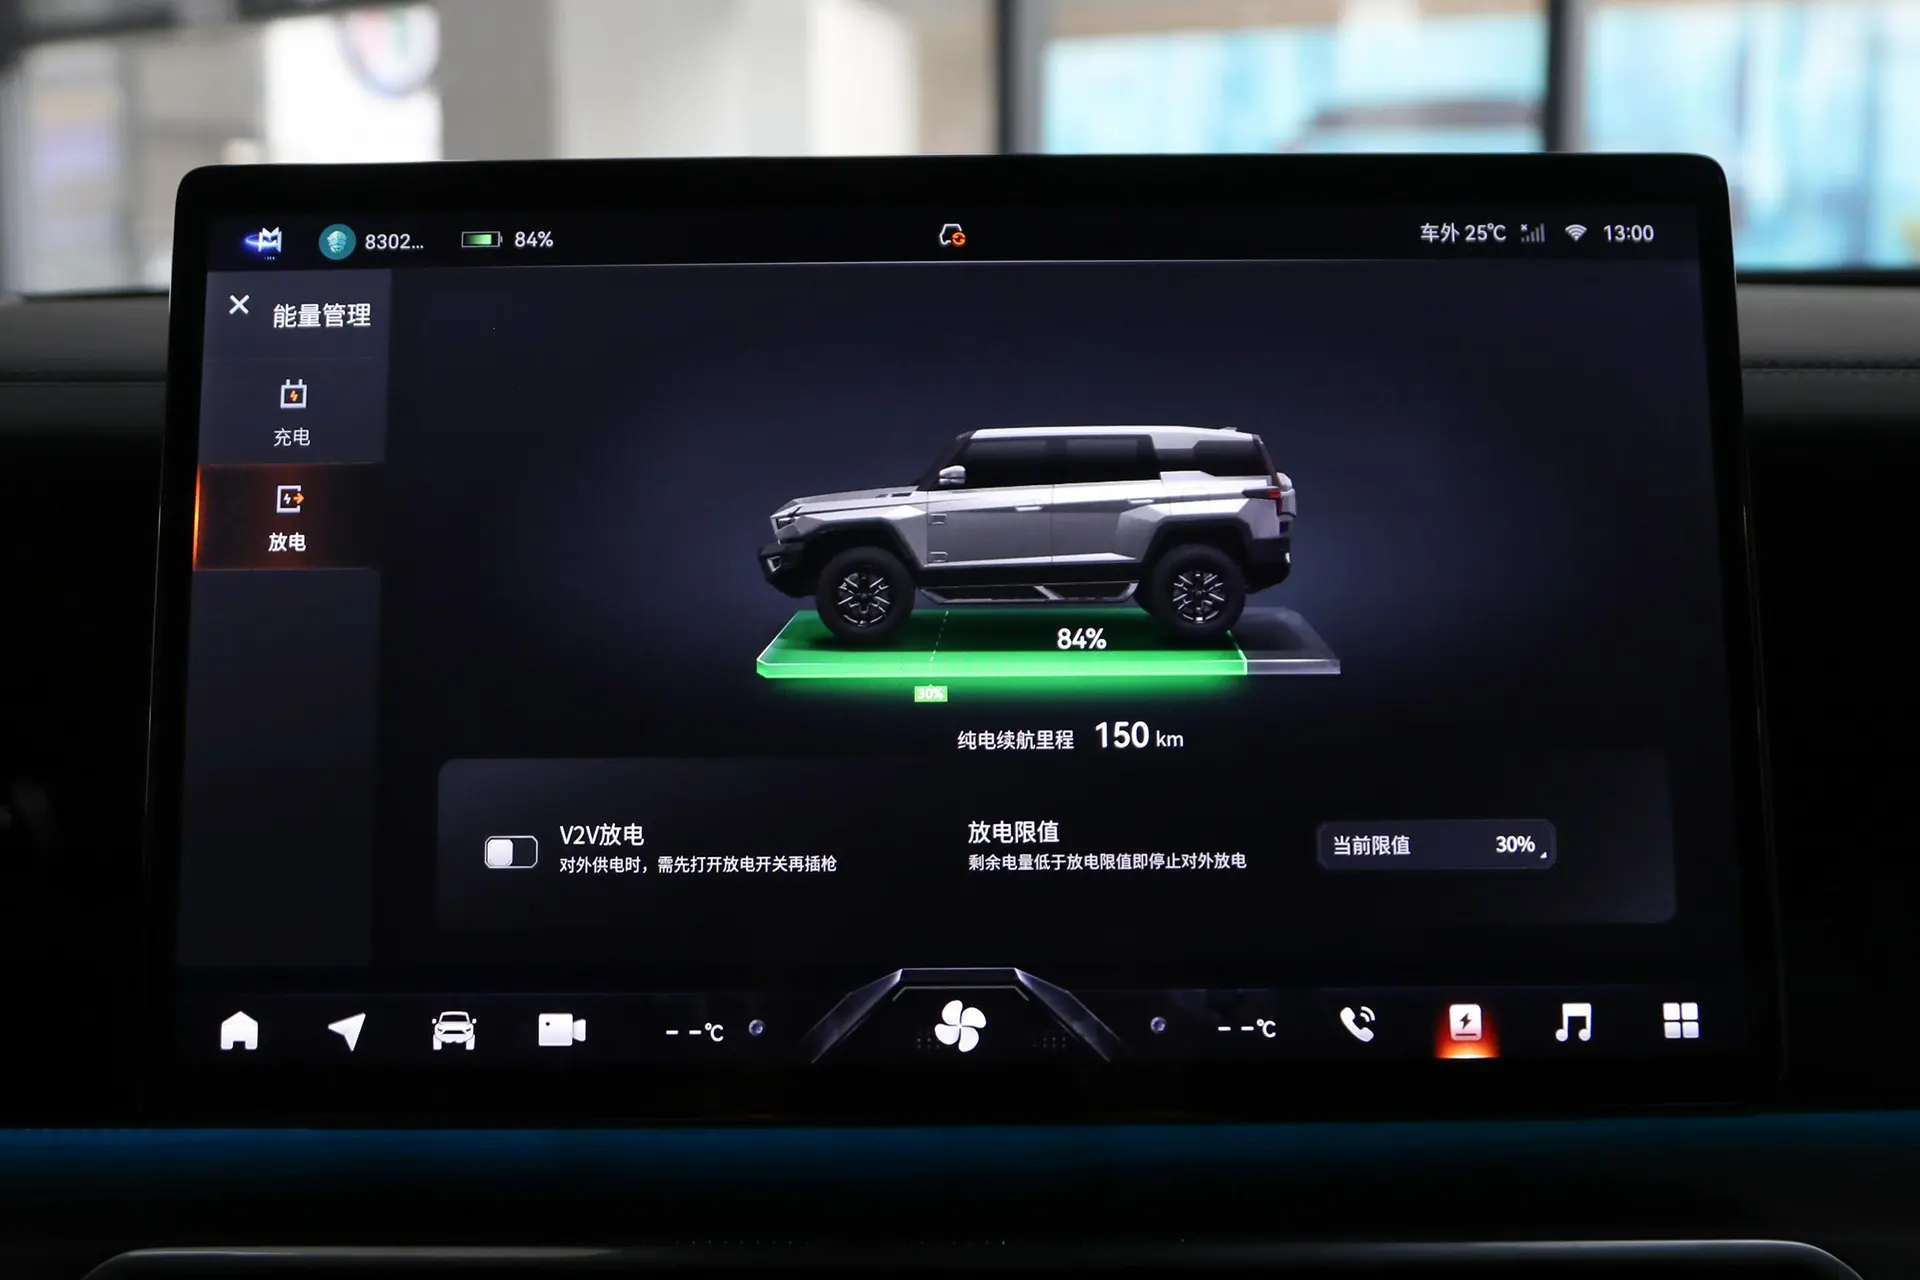 8302... 84% 车外 25℃ 13:00
能量管理
充电
放电
84%
30%
纯电续航里程 150 km
V2V放电
对外供电时，需先打开放电开关再插枪
放电限值
剩余电量低于放电限值即停止对外放电
当前限值 30%
--℃ --℃